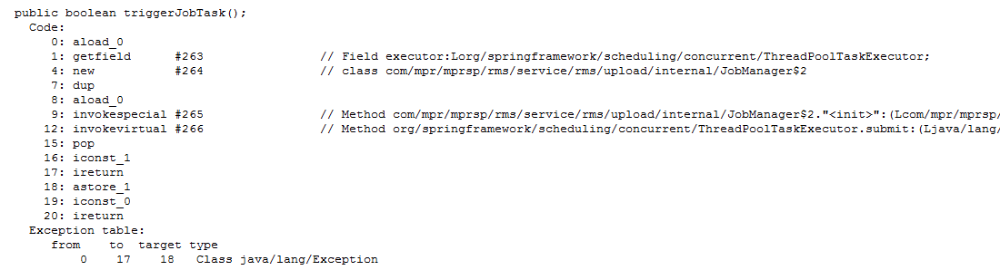 public boolean triggerJobTask();
Code:
0: aload_0
1: getfield #263 // Field executor:Lorg/springframework/scheduling/concurrent/ThreadPoolTaskExecutor;
4: new #264 // class com/mpr/mprsp/rms/service/rms/upload/internal/JobManager$2
7: dup
8: aload_0
9: invokespecial #265 // Method com/mpr/mprsp/rms/service/rms/upload/internal/JobManager$2."<init>":(Lcom/mpr/mprsp/
12: invokevirtual #266 // Method org/springframework/scheduling/concurrent/ThreadPoolTaskExecutor.submit:(Ljava/lang/
15: pop
16: iconst_1
17: ireturn
18: astore_1
19: iconst_0
20: ireturn
Exception table:
from to target type
0 17 18 Class java/lang/Exception